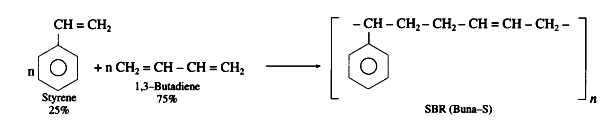 CH=CH₂
n
Styrene
25%
+ n CH₂=CH–CH=CH₂
1,3–Butadiene
75%
–CH–CH₂–CH₂–CH=CH–CH₂–
n
SBR (Buna–S)